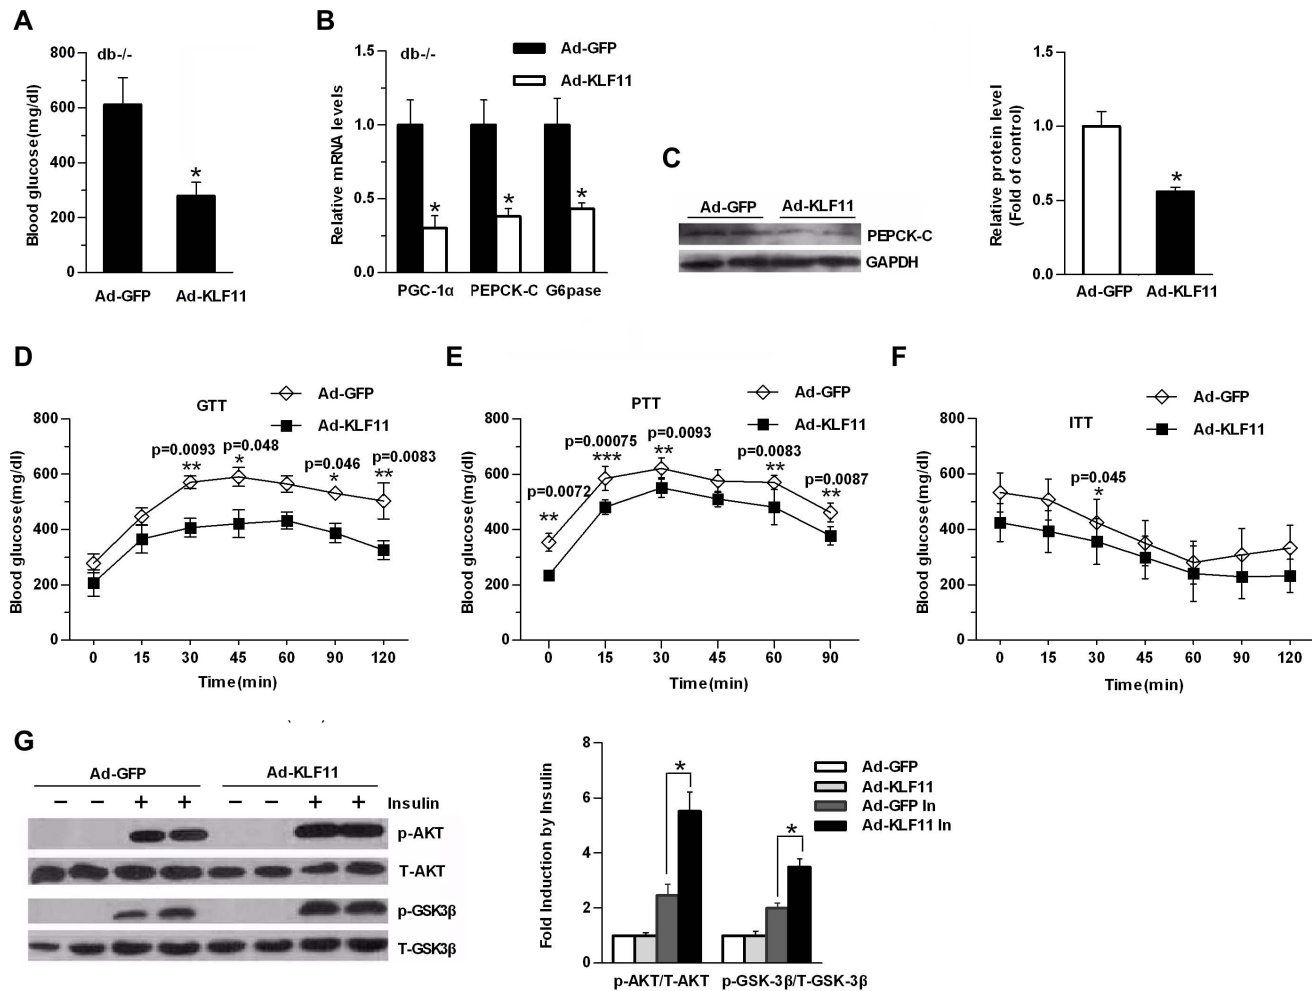 A
Blood glucose(mg/dl)
800
600
400
200
0
db-/-
*
Ad-GFP
Ad-KLF11
B
Relative mRNA levels
1.5
1.0
0.5
0.0
db-/-
Ad-GFP
Ad-KLF11
*
*
*
PGC-1α
PEPCK-C
G6pase
C
Ad-GFP
Ad-KLF11
PEPCK-C
GAPDH
Relative protein level
(Fold of control)
1.5
1.0
0.5
0.0
*
Ad-GFP
Ad-KLF11
D
GTT
Ad-GFP
Ad-KLF11
Blood glucose(mg/dl)
800
600
400
200
0
p=0.0093
**
p=0.048
*
p=0.046
*
p=0.0083
**
0 15 30 45 60 90 120
Time(min)
E
PTT
Ad-GFP
Ad-KLF11
Blood glucose(mg/dl)
800
600
400
200
0
p=0.0072
**
p=0.00075
***
p=0.0093
**
p=0.0083
**
p=0.0087
**
0 15 30 45 60 90
Time(min)
F
ITT
Ad-GFP
Ad-KLF11
Blood glucose(mg/dl)
800
600
400
200
0
p=0.045
*
0 15 30 45 60 90 120
Time(min)
G
Ad-GFP
Ad-KLF11
− − + + − − + + Insulin
p-AKT
T-AKT
p-GSK3β
T-GSK3β
Fold Induction by Insulin
8
6
4
2
0
*
*
Ad-GFP
Ad-KLF11
Ad-GFP In
Ad-KLF11 In
p-AKT/T-AKT
p-GSK-3β/T-GSK-3β